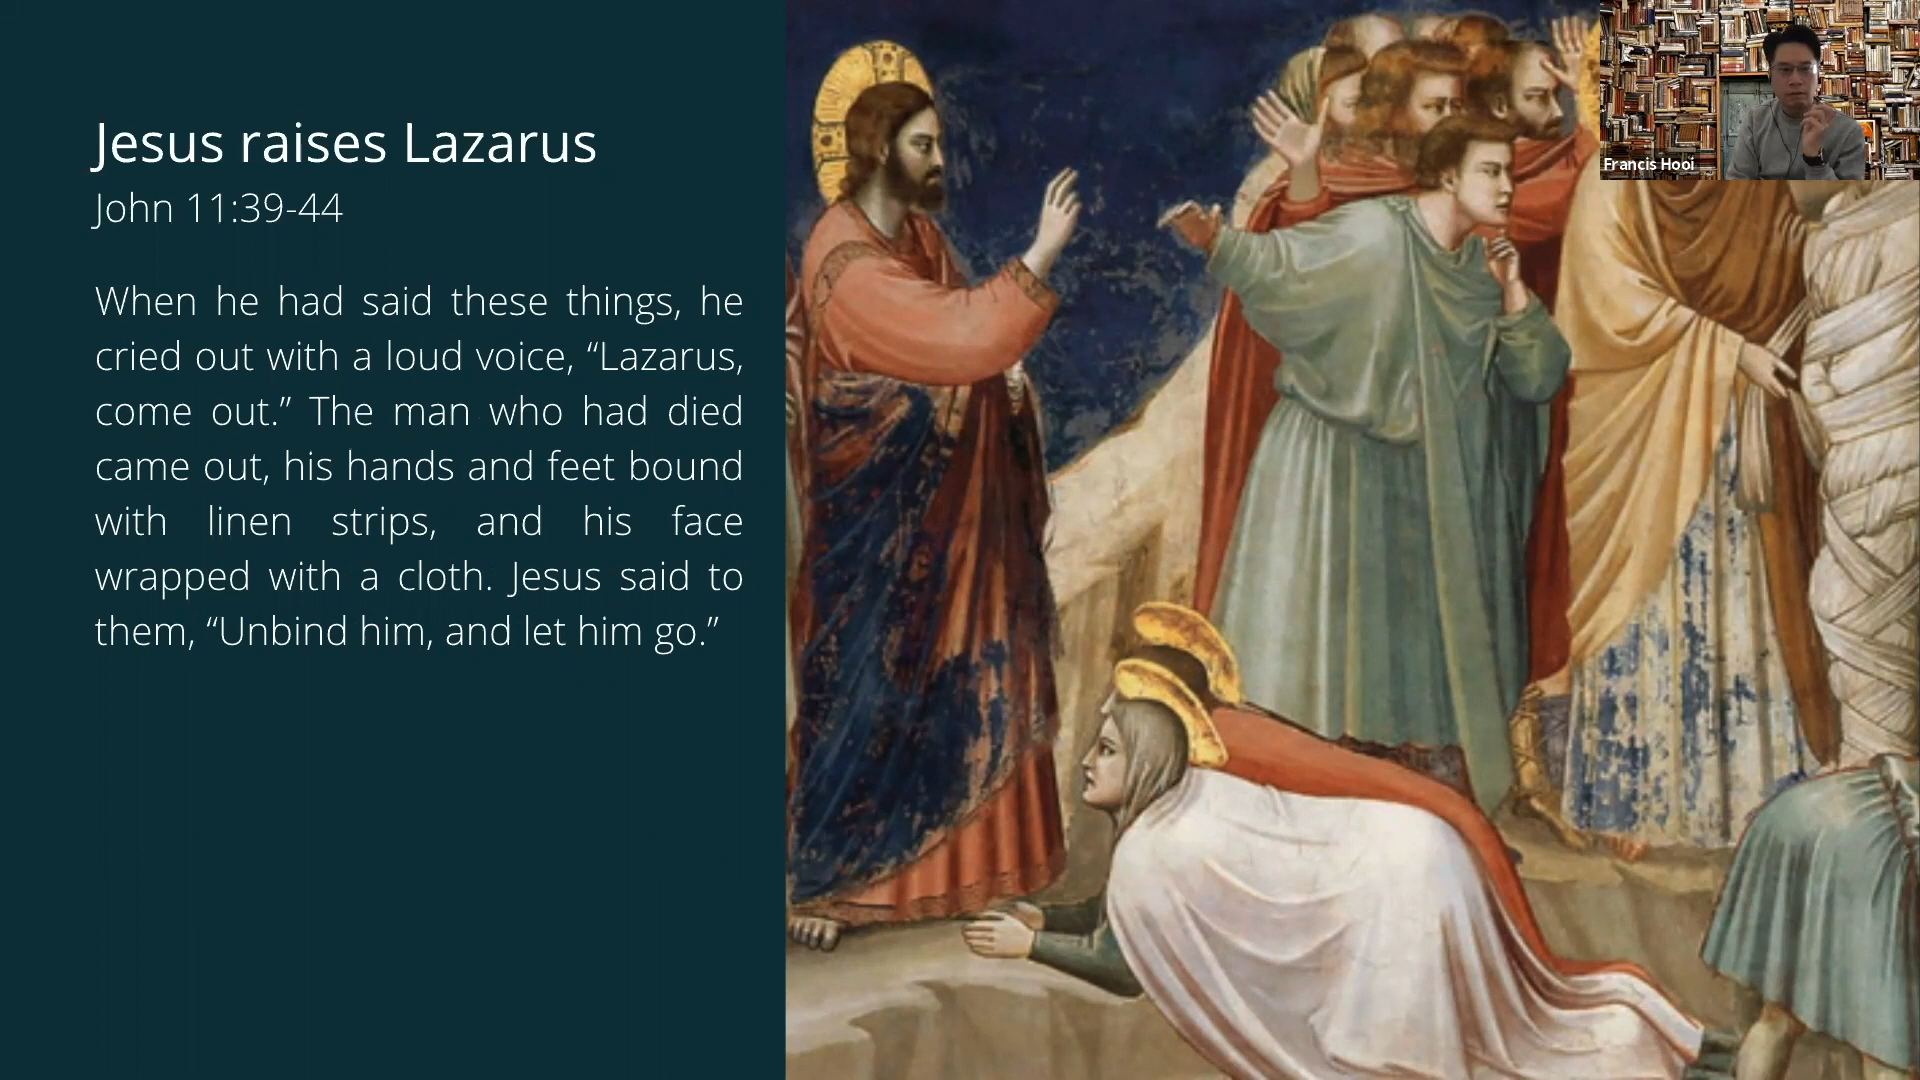 Jesus raises Lazarus
John 11:39-44
When he had said these things, he
cried out with a loud voice, “Lazarus,
come out.” The man who had died
came out, his hands and feet bound
with linen strips, and his face
wrapped with a cloth. Jesus said to
them, “Unbind him, and let him go.”
Francis Hooi